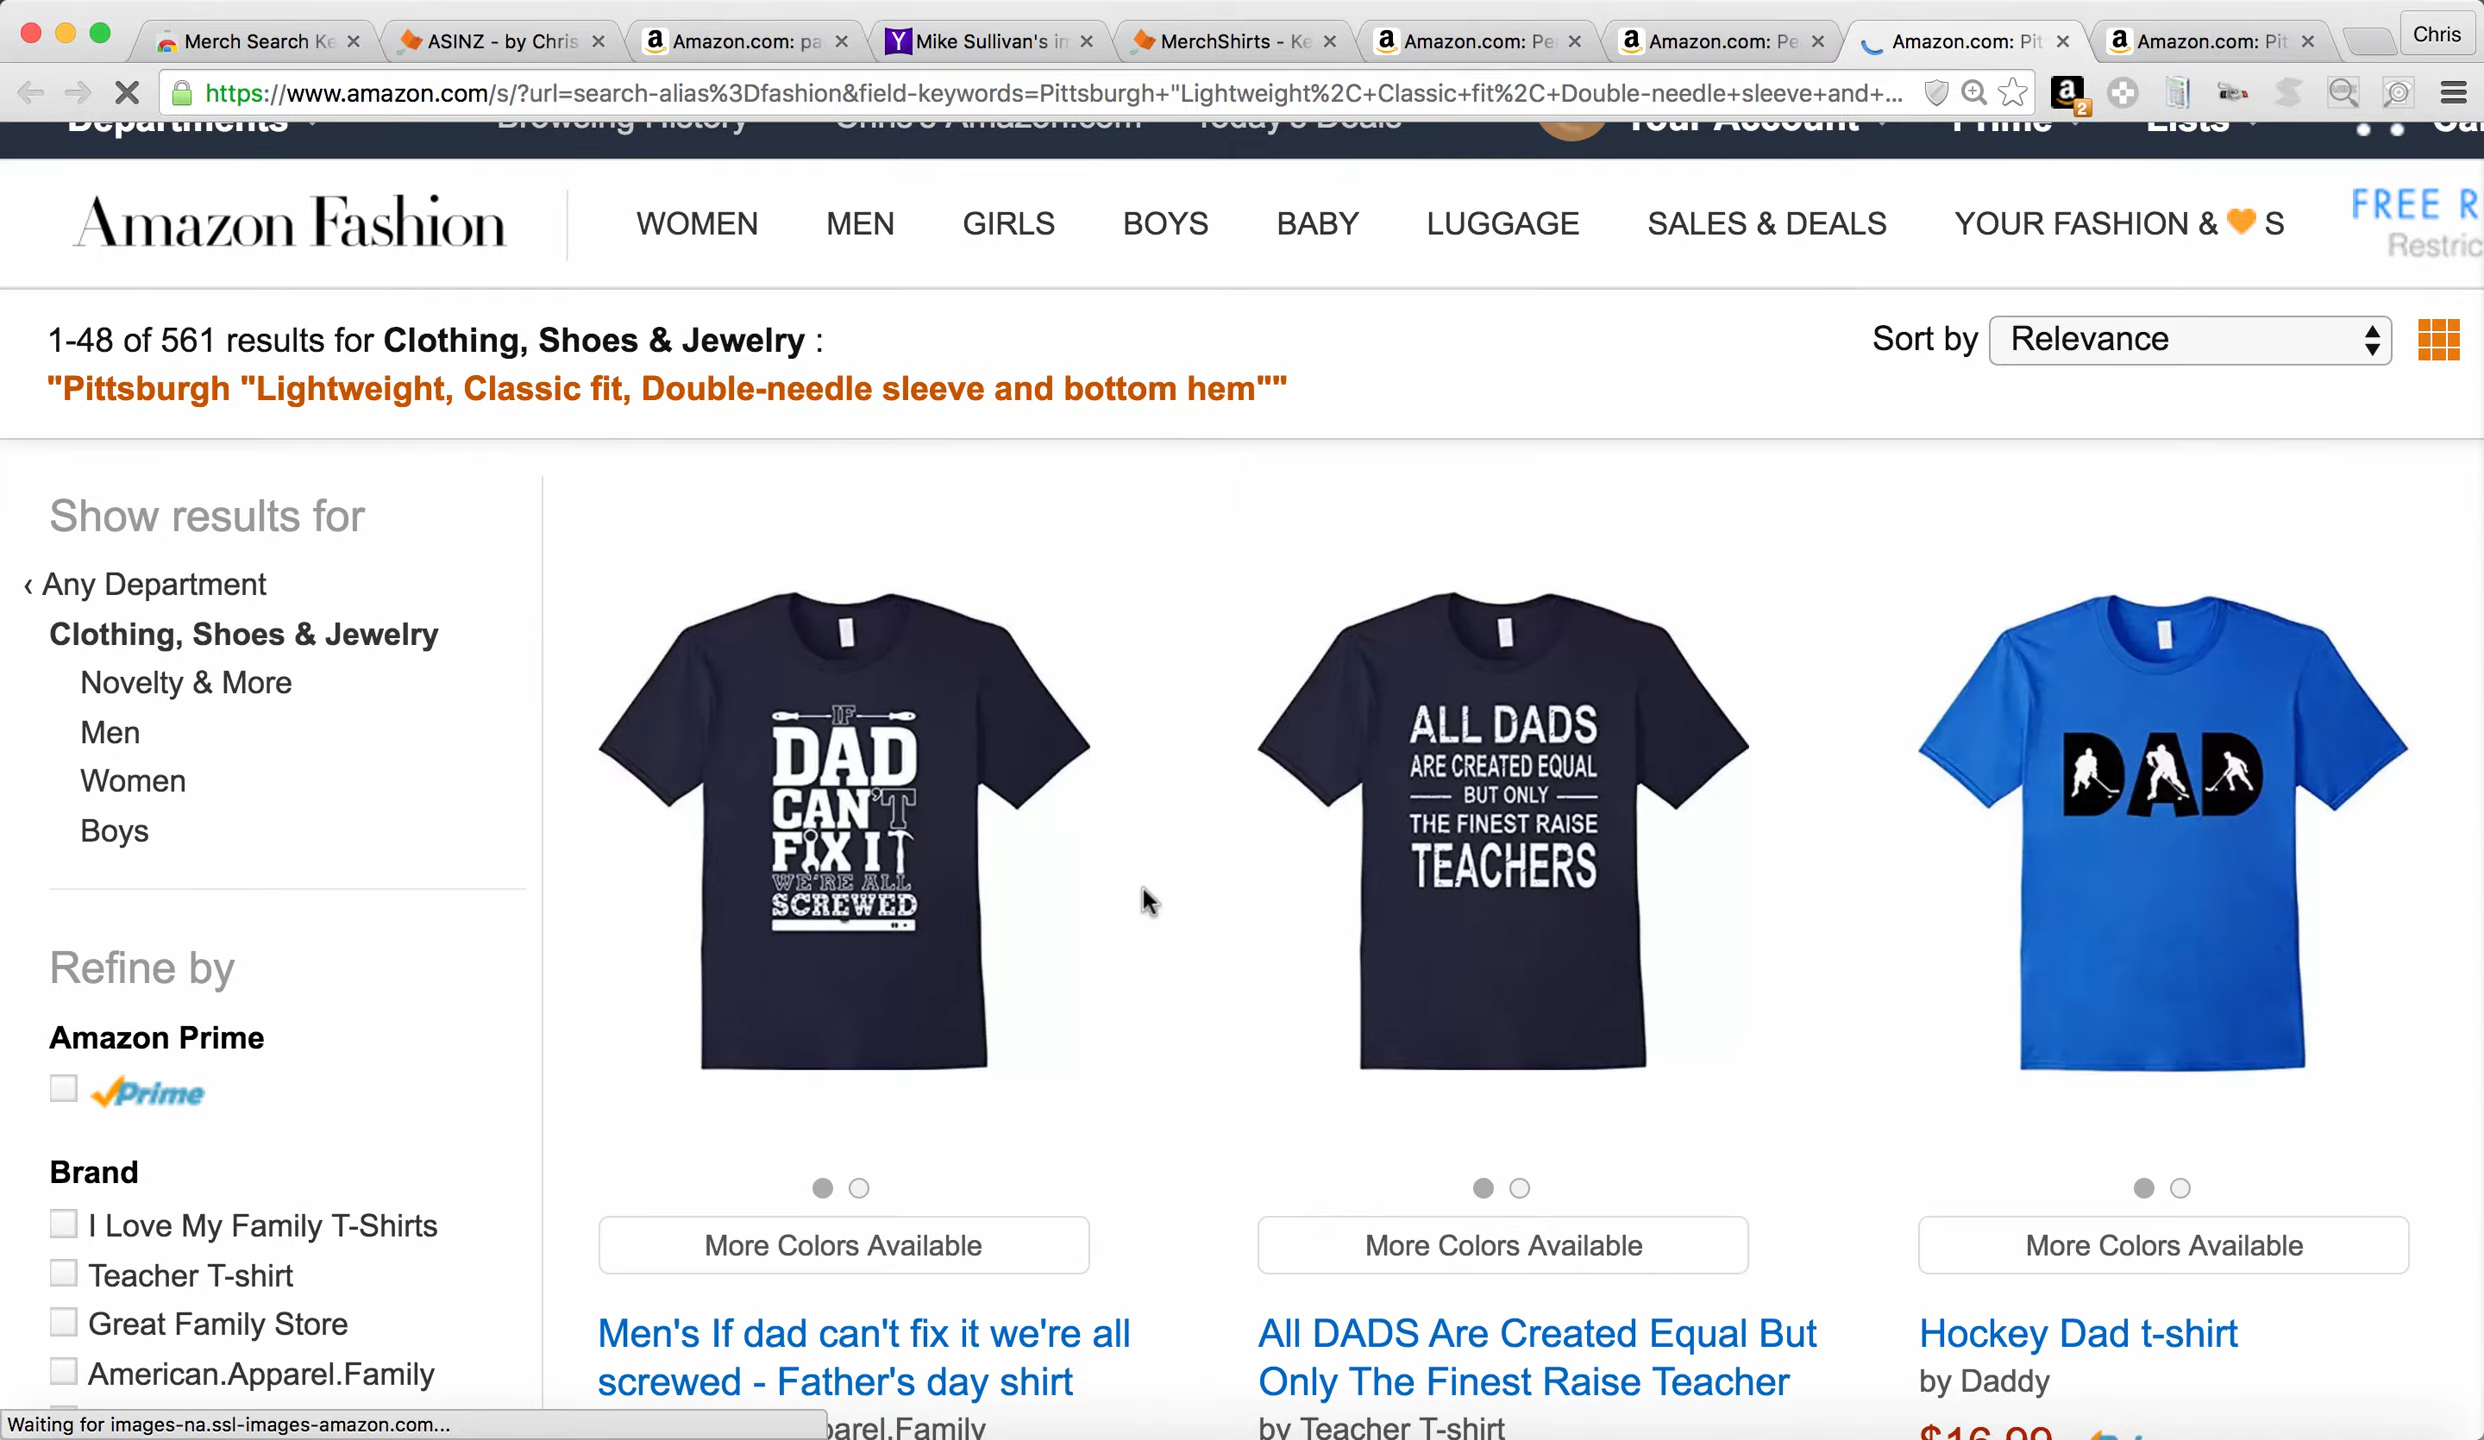 Merch Search Ke
ASINZ - by Chris
Amazon.com: pa
Mike Sullivan's in
MerchShirts - Ke
Amazon.com: Pe
Amazon.com: Pe
Amazon.com: Pit
Amazon.com: Pit
Chris
https://www.amazon.com/s/?url=search-alias%3Dfashion&field-keywords=Pittsburgh+"Lightweight%2C+Classic+fit%2C+Double-needle+sleeve+and+...
2
Departments
Browsing History
Chris's Amazon.com
Today's Deals
Your Account
Prime
Lists
Amazon Fashion
WOMEN
MEN
GIRLS
BOYS
BABY
LUGGAGE
SALES & DEALS
YOUR FASHION & 🧡 S
FREE R
Restric
1-48 of 561 results for Clothing, Shoes & Jewelry :
"Pittsburgh "Lightweight, Classic fit, Double-needle sleeve and bottom hem""
Sort by Relevance
Show results for
‹ Any Department
Clothing, Shoes & Jewelry
Novelty & More
Men
Women
Boys
Refine by
Amazon Prime
Prime
Brand
I Love My Family T-Shirts
Teacher T-shirt
Great Family Store
American.Apparel.Family
Waiting for images-na.ssl-images-amazon.com...
IF
DAD
CAN'T
FIX IT
WE'RE ALL
SCREWED
More Colors Available
Men's If dad can't fix it we're all
screwed - Father's day shirt
parel.Family
ALL DADS
ARE CREATED EQUAL
BUT ONLY
THE FINEST RAISE
TEACHERS
More Colors Available
All DADS Are Created Equal But
Only The Finest Raise Teacher
by Teacher T-shirt
DAD
More Colors Available
Hockey Dad t-shirt
by Daddy
$16.99